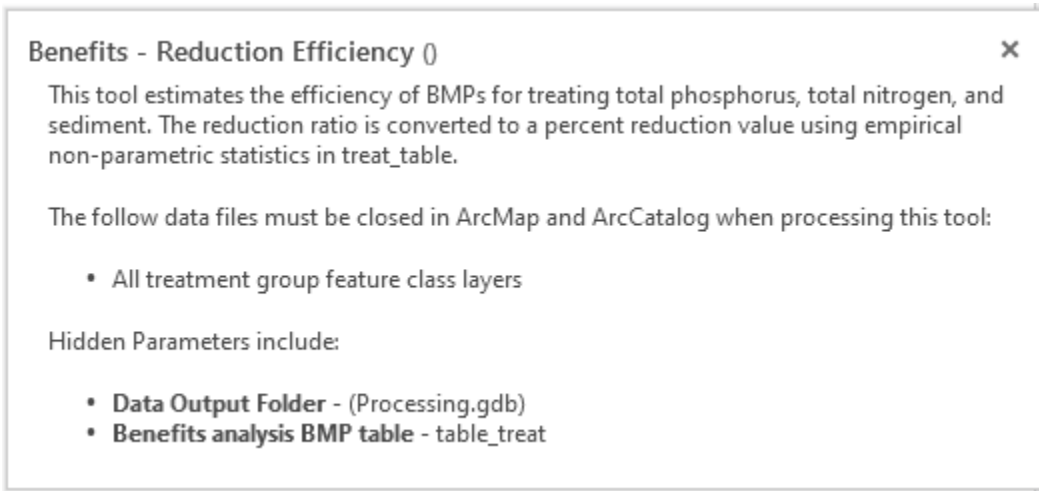 Benefits - Reduction Efficiency () ×
This tool estimates the efficiency of BMPs for treating total phosphorus, total nitrogen, and
sediment. The reduction ratio is converted to a percent reduction value using empirical
non-parametric statistics in treat_table.
The follow data files must be closed in ArcMap and ArcCatalog when processing this tool:
• All treatment group feature class layers
Hidden Parameters include:
• Data Output Folder - (Processing.gdb)
• Benefits analysis BMP table - table_treat